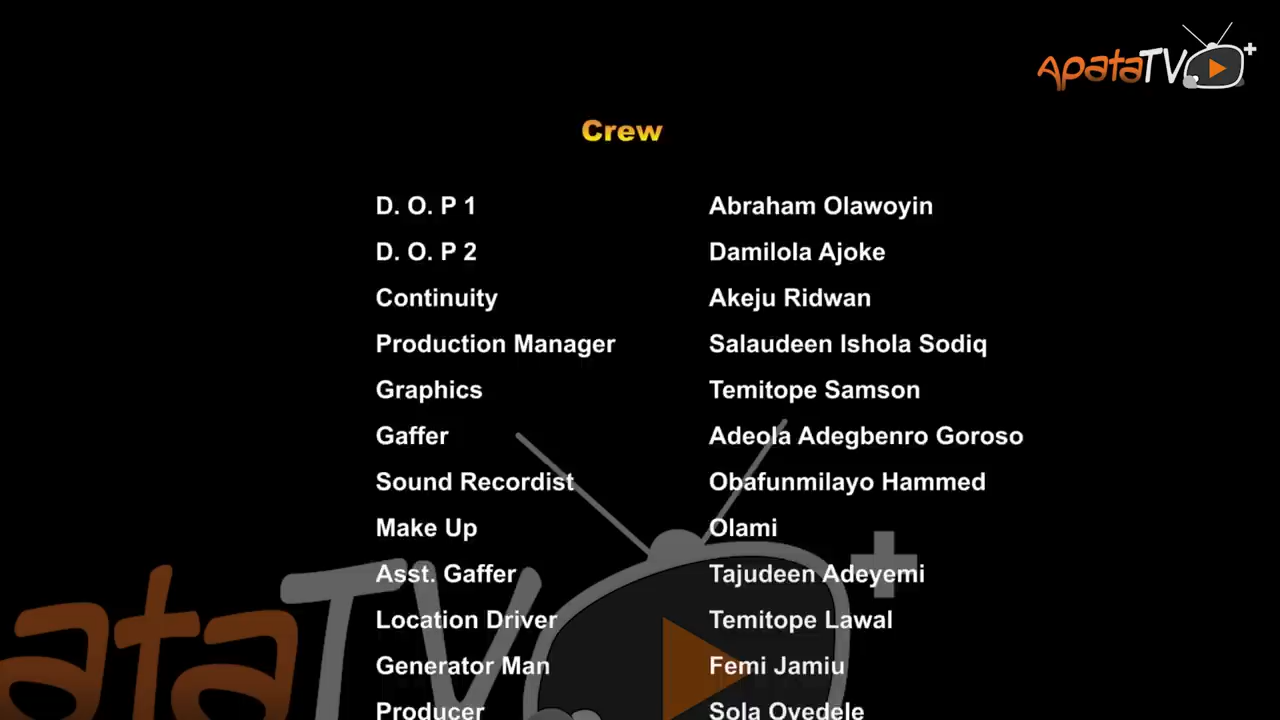 ApataTV+
Crew
D. O. P 1 Abraham Olawoyin
D. O. P 2 Damilola Ajoke
Continuity Akeju Ridwan
Production Manager Salaudeen Ishola Sodiq
Graphics Temitope Samson
Gaffer Adeola Adegbenro Goroso
Sound Recordist Obafunmilayo Hammed
Make Up Olami
Asst. Gaffer Tajudeen Adeyemi
Location Driver Temitope Lawal
Generator Man Femi Jamiu
Producer Sola Oyedele
ataTV+